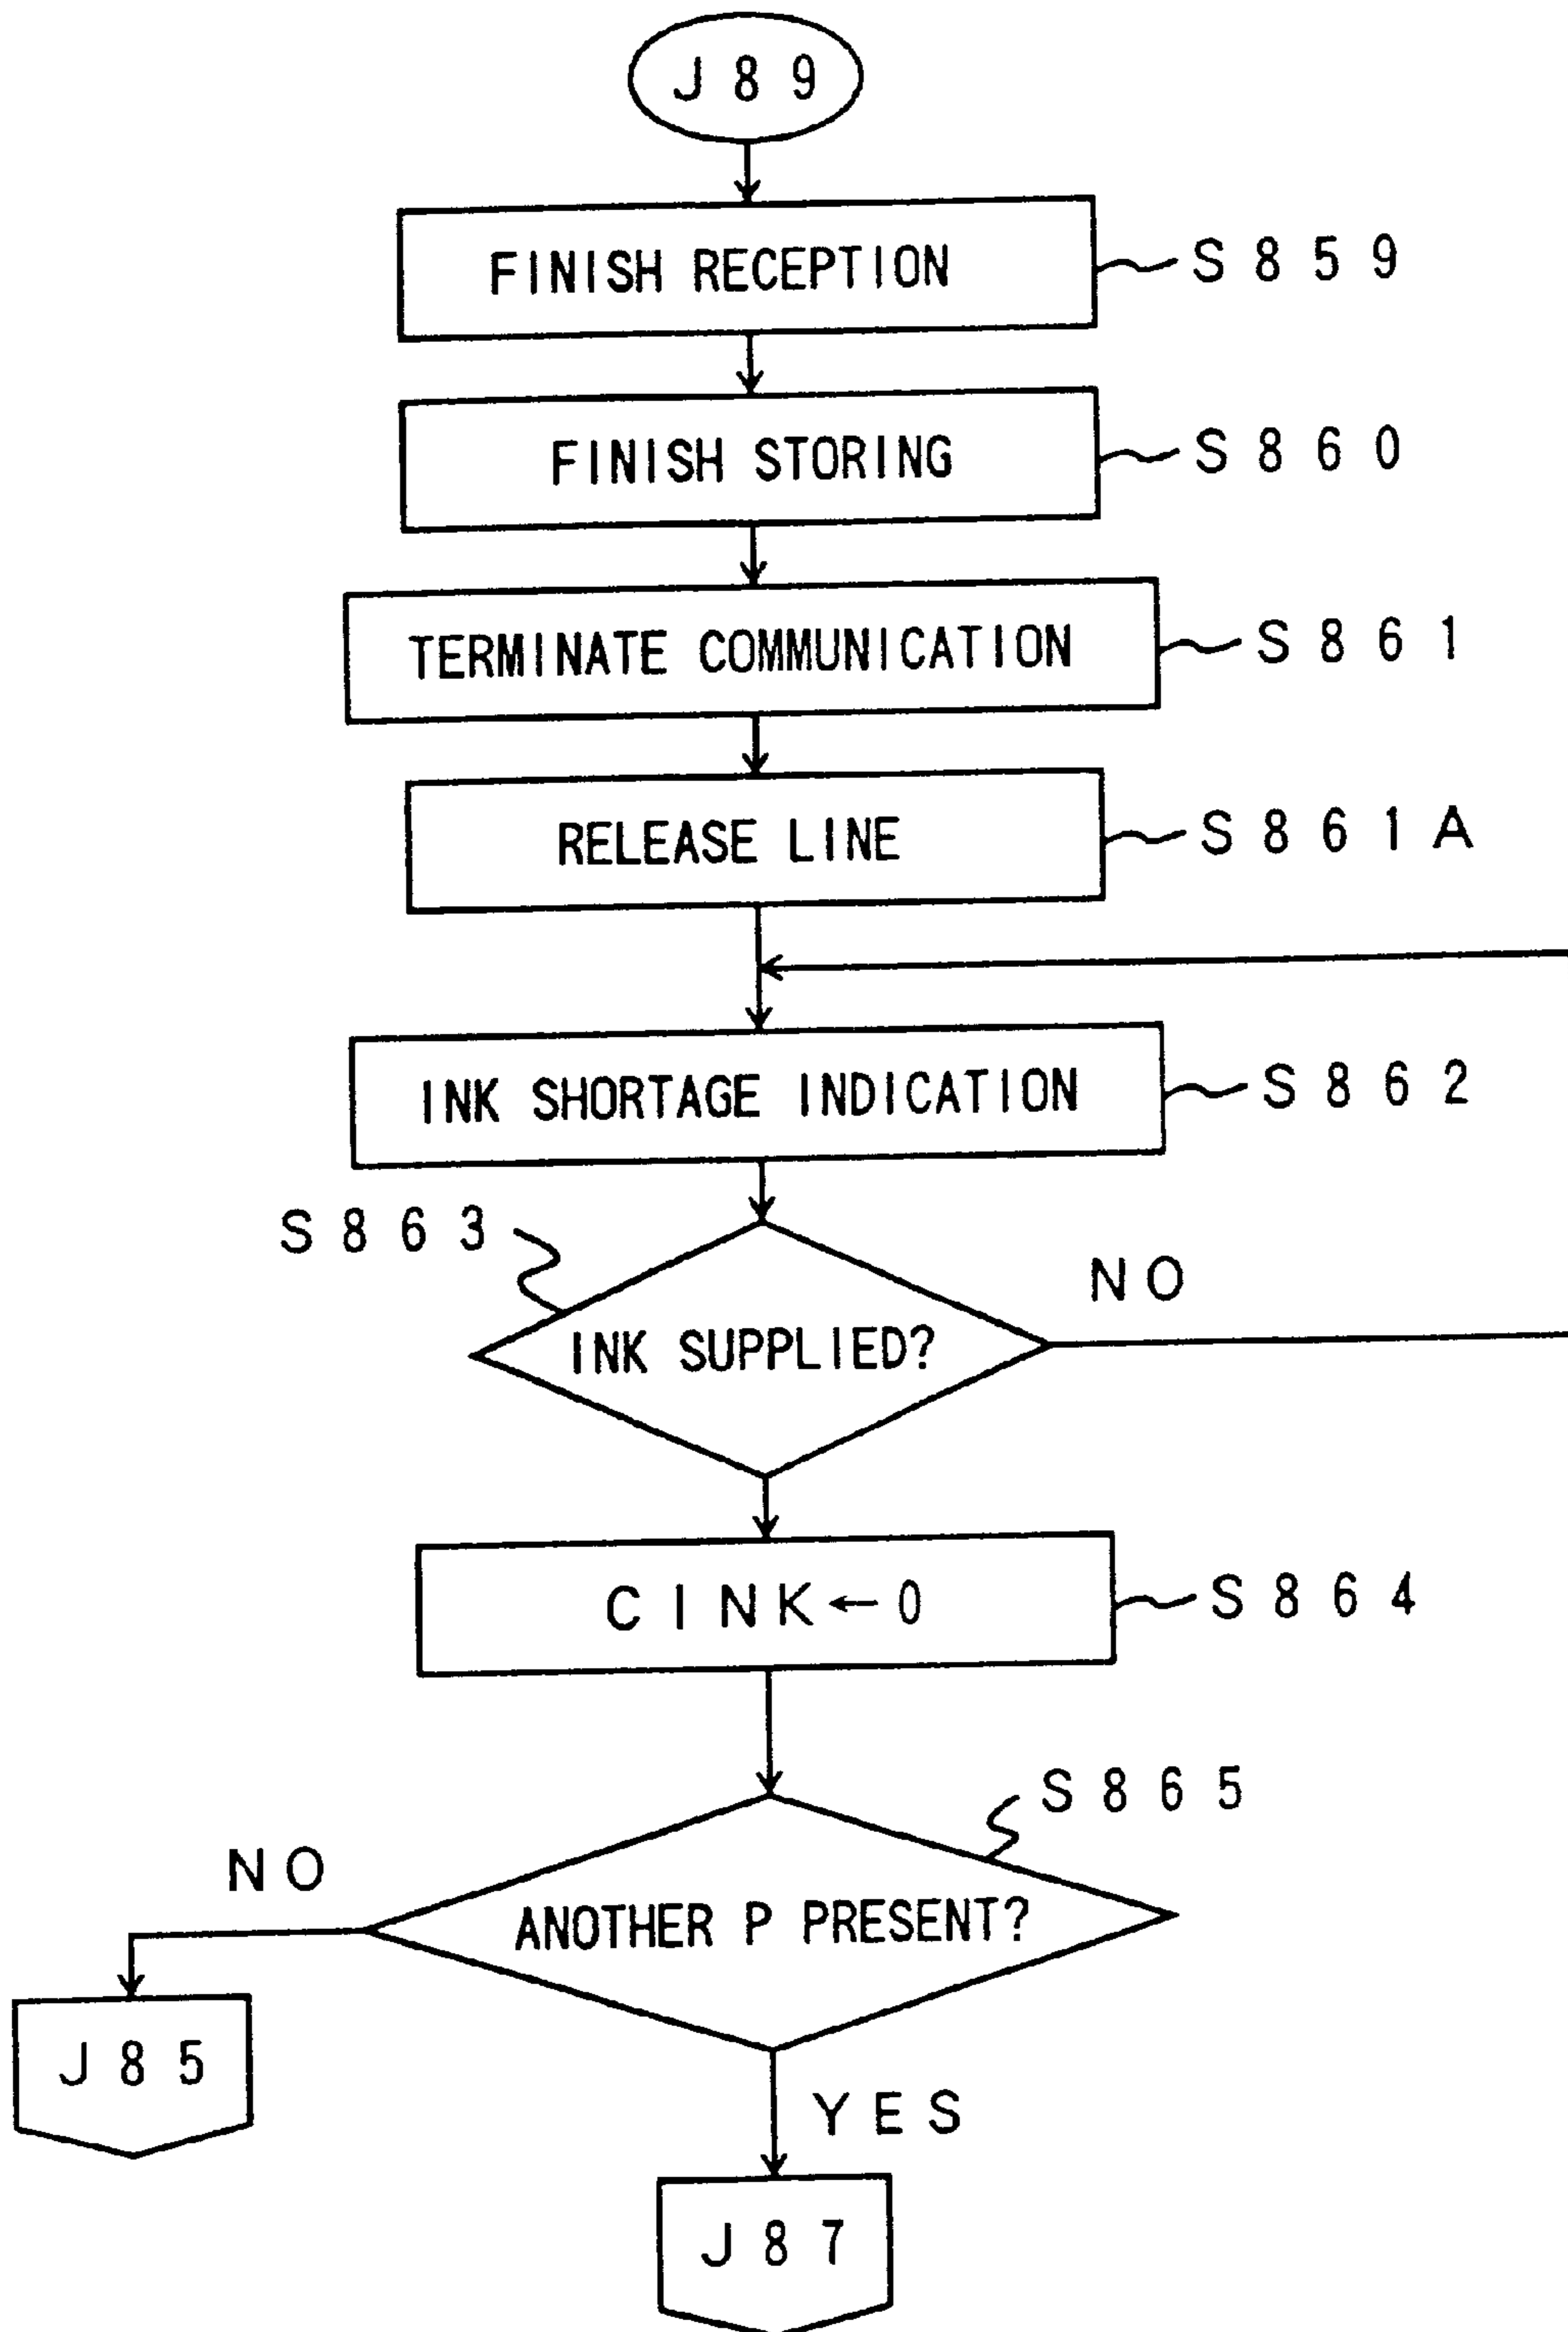 J89
FINISH RECEPTION
S859
FINISH STORING
S860
TERMINATE COMMUNICATION
S861
RELEASE LINE
S861A
INK SHORTAGE INDICATION
S862
S863
NO
INK SUPPLIED?
CINK←0
S864
S865
NO
ANOTHER P PRESENT?
J85
YES
J87